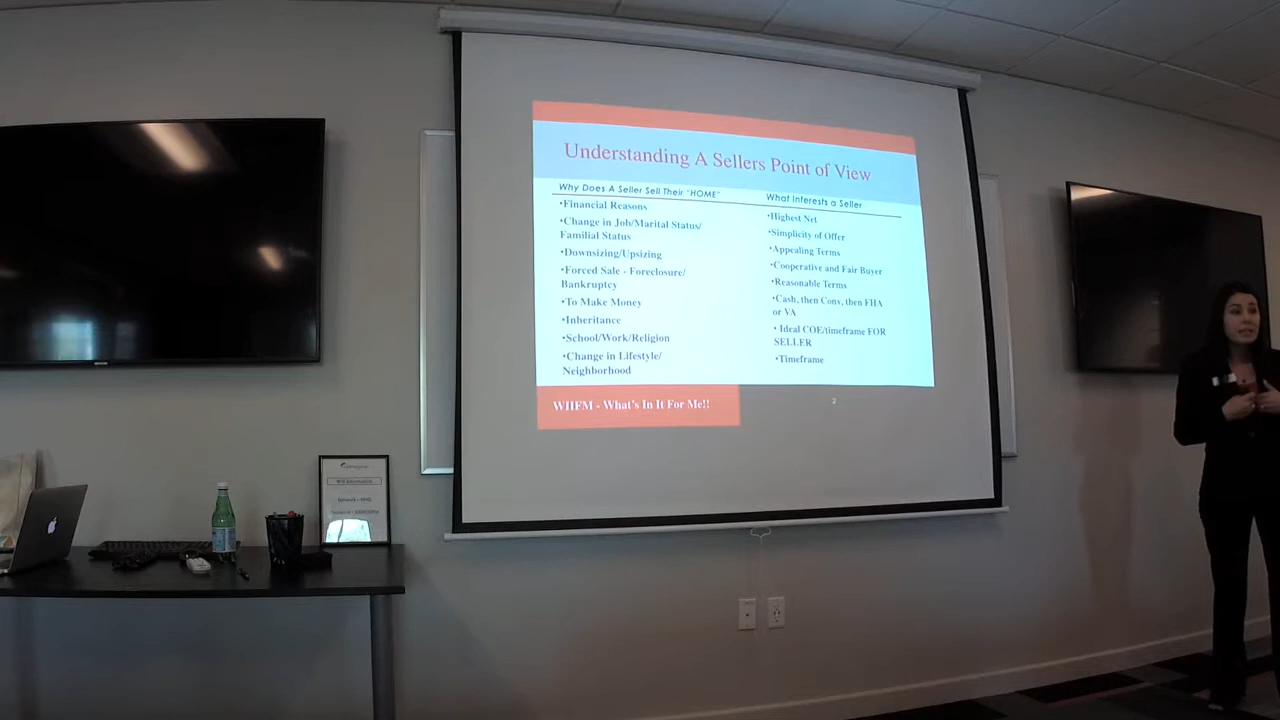 Understanding A Sellers Point of View
Why Does A Seller Sell Their "HOME"
•Financial Reasons
•Change in Job/Marital Status/
Familial Status
•Downsizing/Upsizing
•Forced Sale - Foreclosure/
Bankruptcy
•To Make Money
•Inheritance
•School/Work/Religion
•Change in Lifestyle/
Neighborhood
What Interests a Seller
•Highest Net
•Simplicity of Offer
•Appealing Terms
•Cooperative and Fair Buyer
•Reasonable Terms
•Cash, then Conv, then FHA
or VA
• Ideal COE/timeframe FOR
SELLER
•Timeframe
WIIFM - What's In It For Me!!
2
Wifi Information